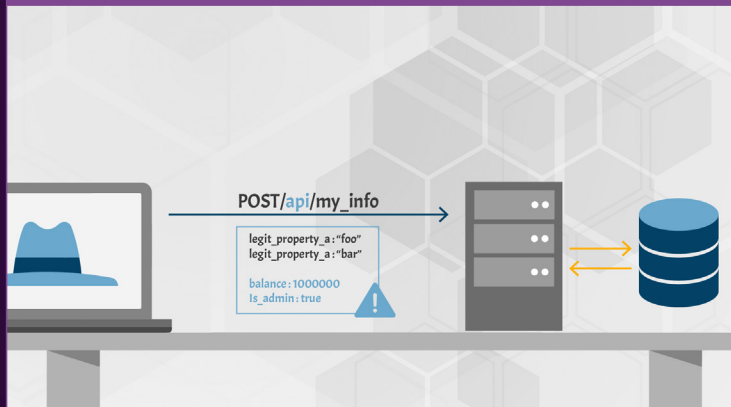 POST/api/my_info
legit_property_a : "foo"
legit_property_a : "bar"
balance : 1000000
Is_admin : true
!